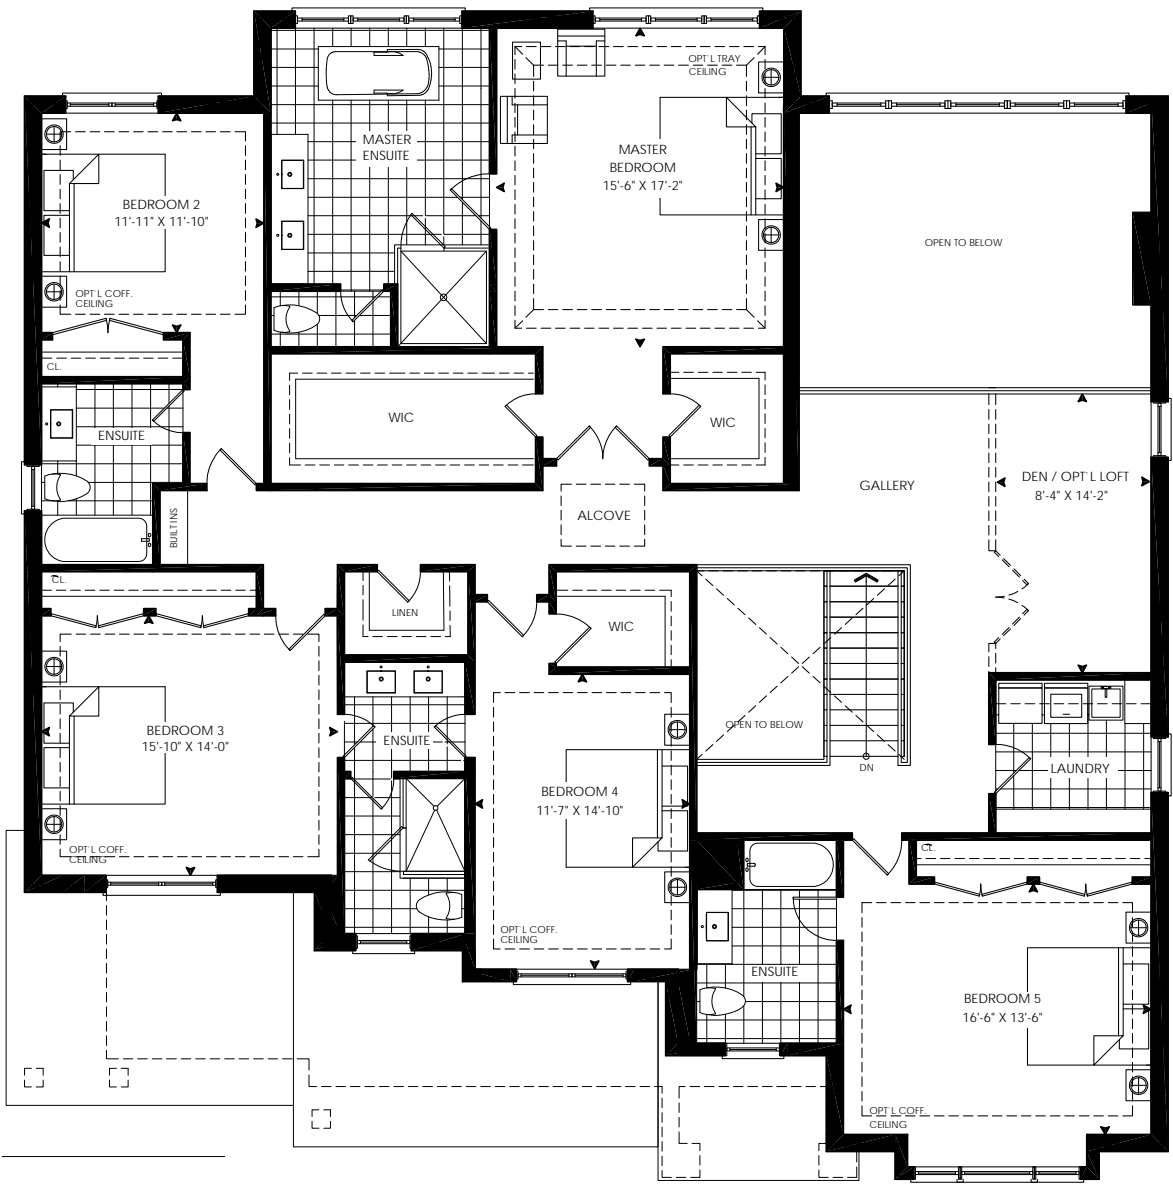 OPT'L TRAY
CEILING
MASTER
ENSUITE
MASTER
BEDROOM
15'-6" X 17'-2"
BEDROOM 2
11'-11" X 11'-10"
OPEN TO BELOW
OPT'L COFF.
CEILING
CL.
WIC
WIC
ENSUITE
GALLERY
DEN / OPT'L LOFT
8'-4" X 14'-2"
BUILT INS
ALCOVE
CL.
LINEN
WIC
BEDROOM 3
15'-10" X 14'-0"
ENSUITE
OPEN TO BELOW
DN
LAUNDRY
BEDROOM 4
11'-7" X 14'-10"
OPT'L COFF.
CEILING
CL.
OPT'L COFF.
CEILING
ENSUITE
BEDROOM 5
16'-6" X 13'-6"
OPT'L COFF.
CEILING